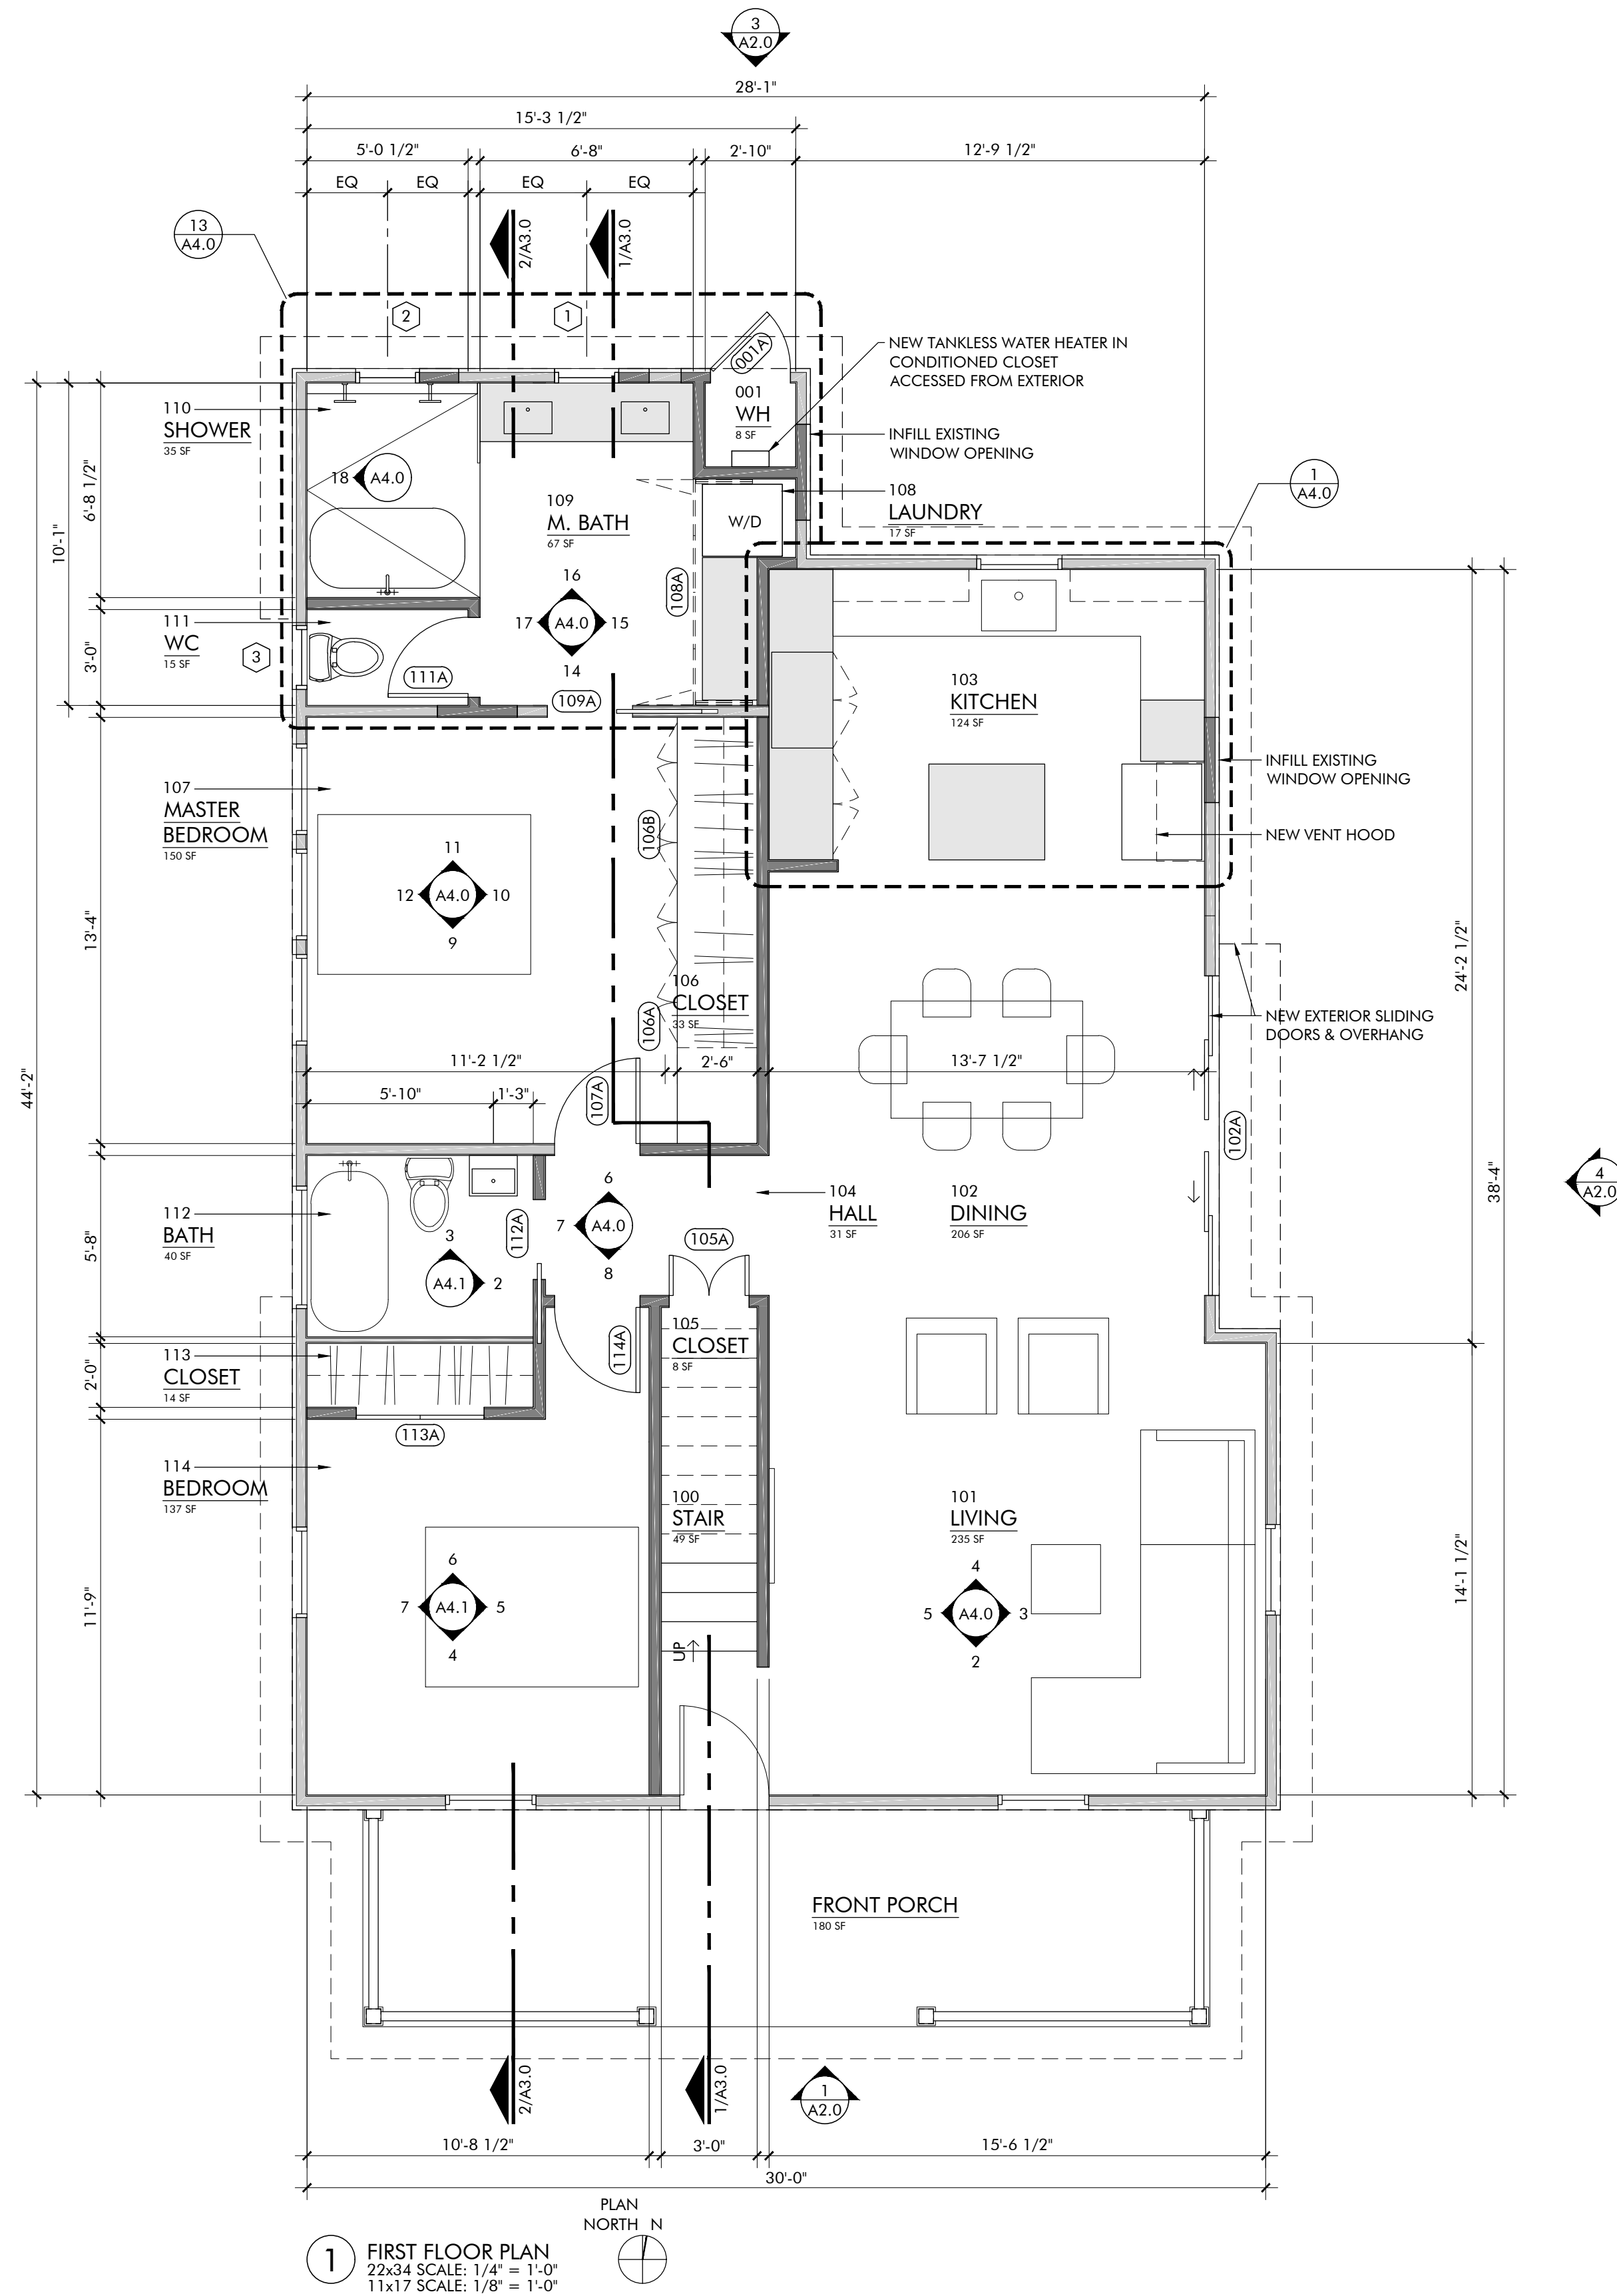 3
A2.0
28'-1"
15'-3 1/2"
5'-0 1/2"
6'-8"
2'-10"
12'-9 1/2"
EQ
EQ
EQ
EQ
13
A4.0
2/A3.0
1/A3.0
2
1
001A
NEW TANKLESS WATER HEATER IN
CONDITIONED CLOSET
ACCESSED FROM EXTERIOR
001
WH
8 SF
110
SHOWER
35 SF
INFILL EXISTING
WINDOW OPENING
18
A4.0
1
A4.0
108
LAUNDRY
17 SF
109
M. BATH
67 SF
W/D
6'-8 1/2"
10'-1"
16
17
A4.0
15
14
108A
111
WC
15 SF
3
3'-0"
111A
109A
103
KITCHEN
124 SF
INFILL EXISTING
WINDOW OPENING
107
MASTER
BEDROOM
150 SF
106B
NEW VENT HOOD
11
12
A4.0
10
9
13'-4"
24'-2 1/2"
106
CLOSET
33 SF
106A
NEW EXTERIOR SLIDING
DOORS & OVERHANG
11'-2 1/2"
2'-6"
13'-7 1/2"
44'-2"
5'-10"
1'-3"
107A
102A
38'-4"
4
A2.0
6
7
A4.0
8
104
HALL
31 SF
102
DINING
206 SF
112
BATH
40 SF
112A
105A
5'-8"
3
A4.1
2
105
CLOSET
8 SF
114A
113
CLOSET
14 SF
2'-0"
113A
114
BEDROOM
137 SF
100
STAIR
49 SF
101
LIVING
235 SF
6
7
A4.1
5
4
4
5
A4.0
3
2
11'-9"
14'-1 1/2"
UP
FRONT PORCH
180 SF
2/A3.0
1/A3.0
1
A2.0
10'-8 1/2"
3'-0"
15'-6 1/2"
30'-0"
PLAN
NORTH N
1
FIRST FLOOR PLAN
22x34 SCALE: 1/4" = 1'-0"
11x17 SCALE: 1/8" = 1'-0"